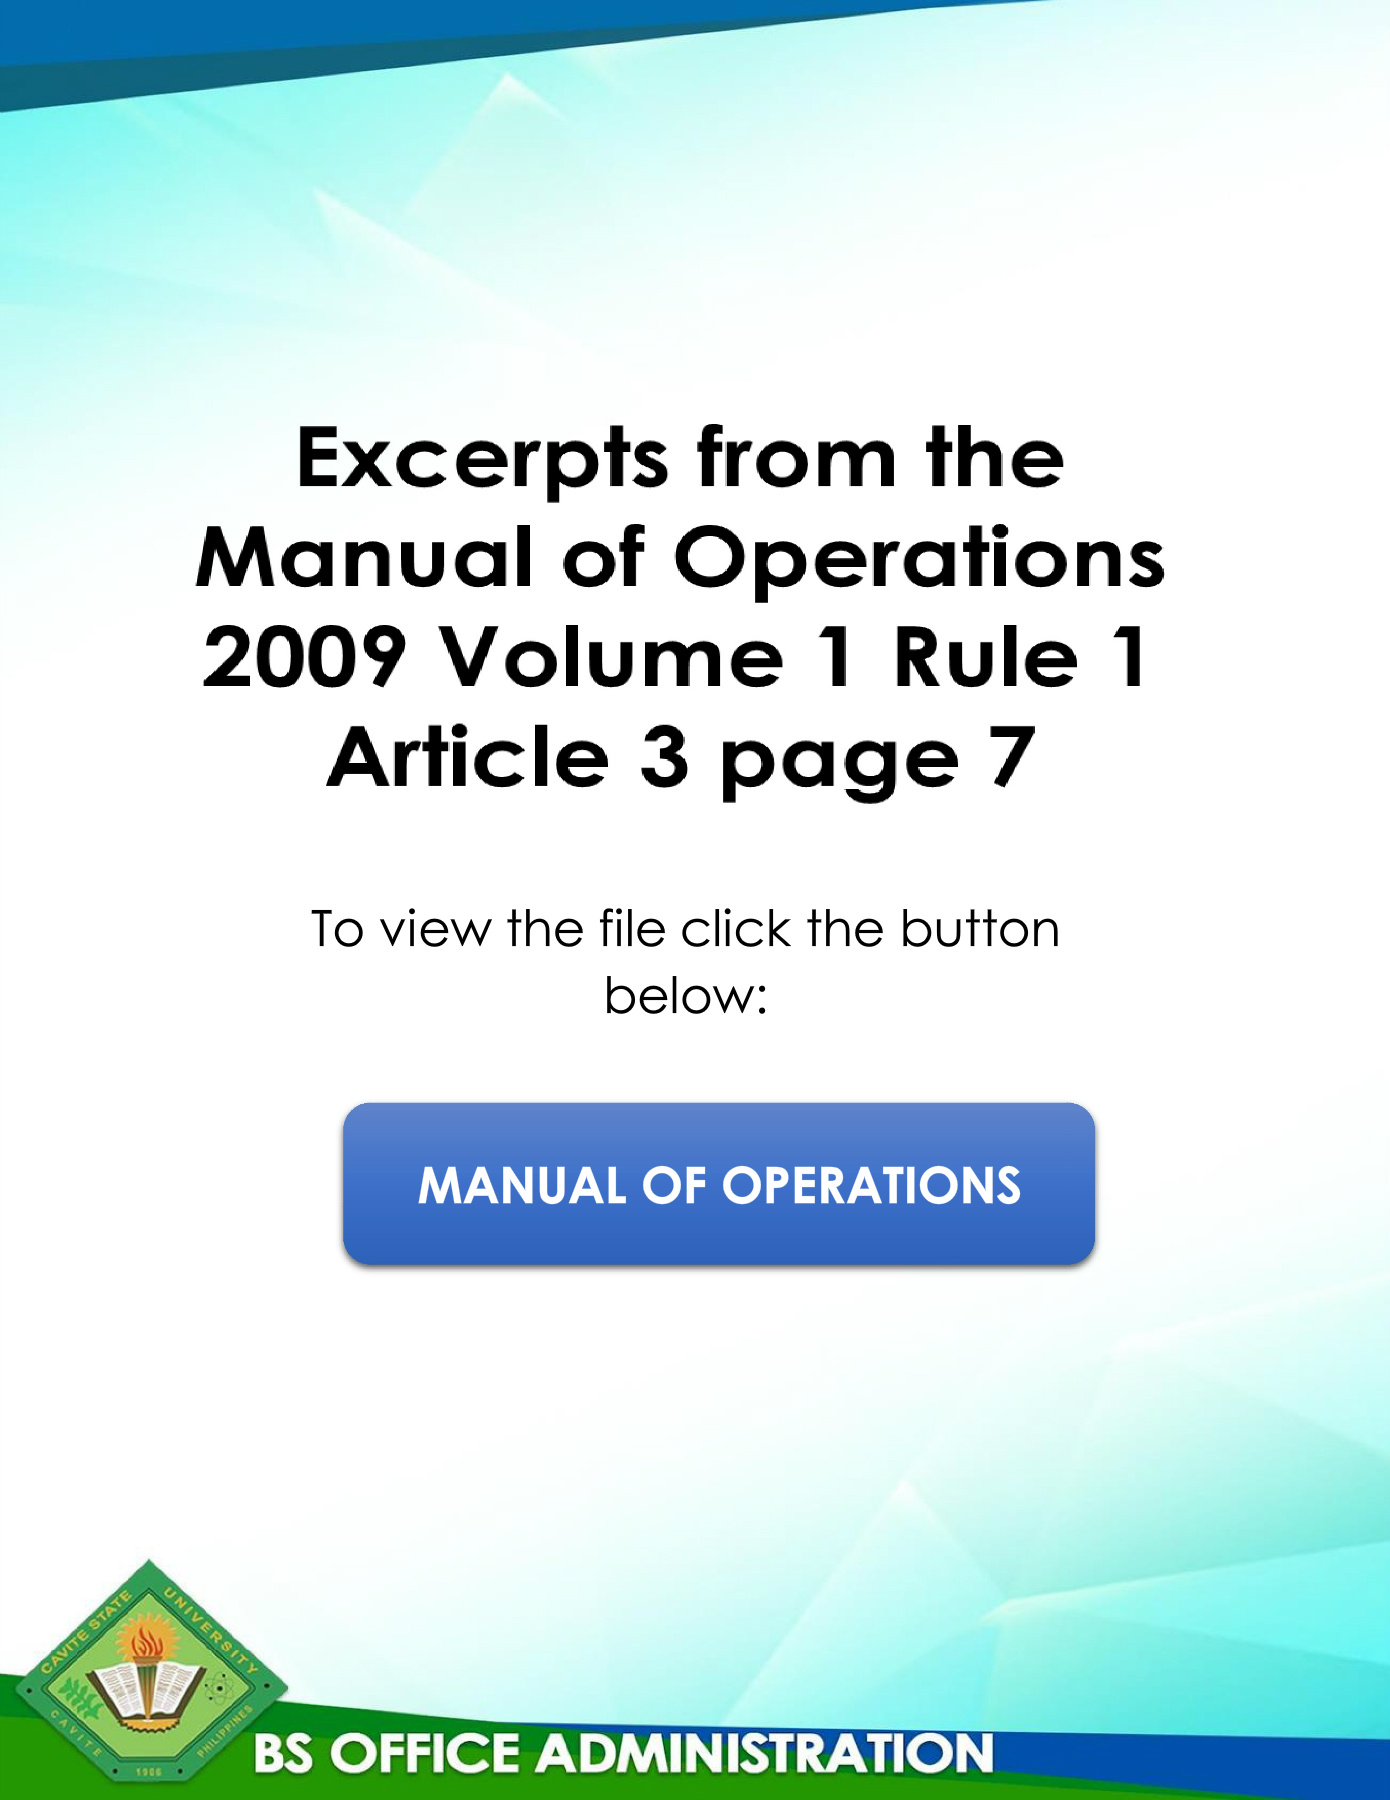 Excerpts from the
Manual of Operations
2009 Volume 1 Rule 1
Article 3 page 7
To view the file click the button
below:
MANUAL OF OPERATIONS
CAVITE STATE UNIVERSITY
CAVITE PHILIPPINES
1906
BS OFFICE ADMINISTRATION